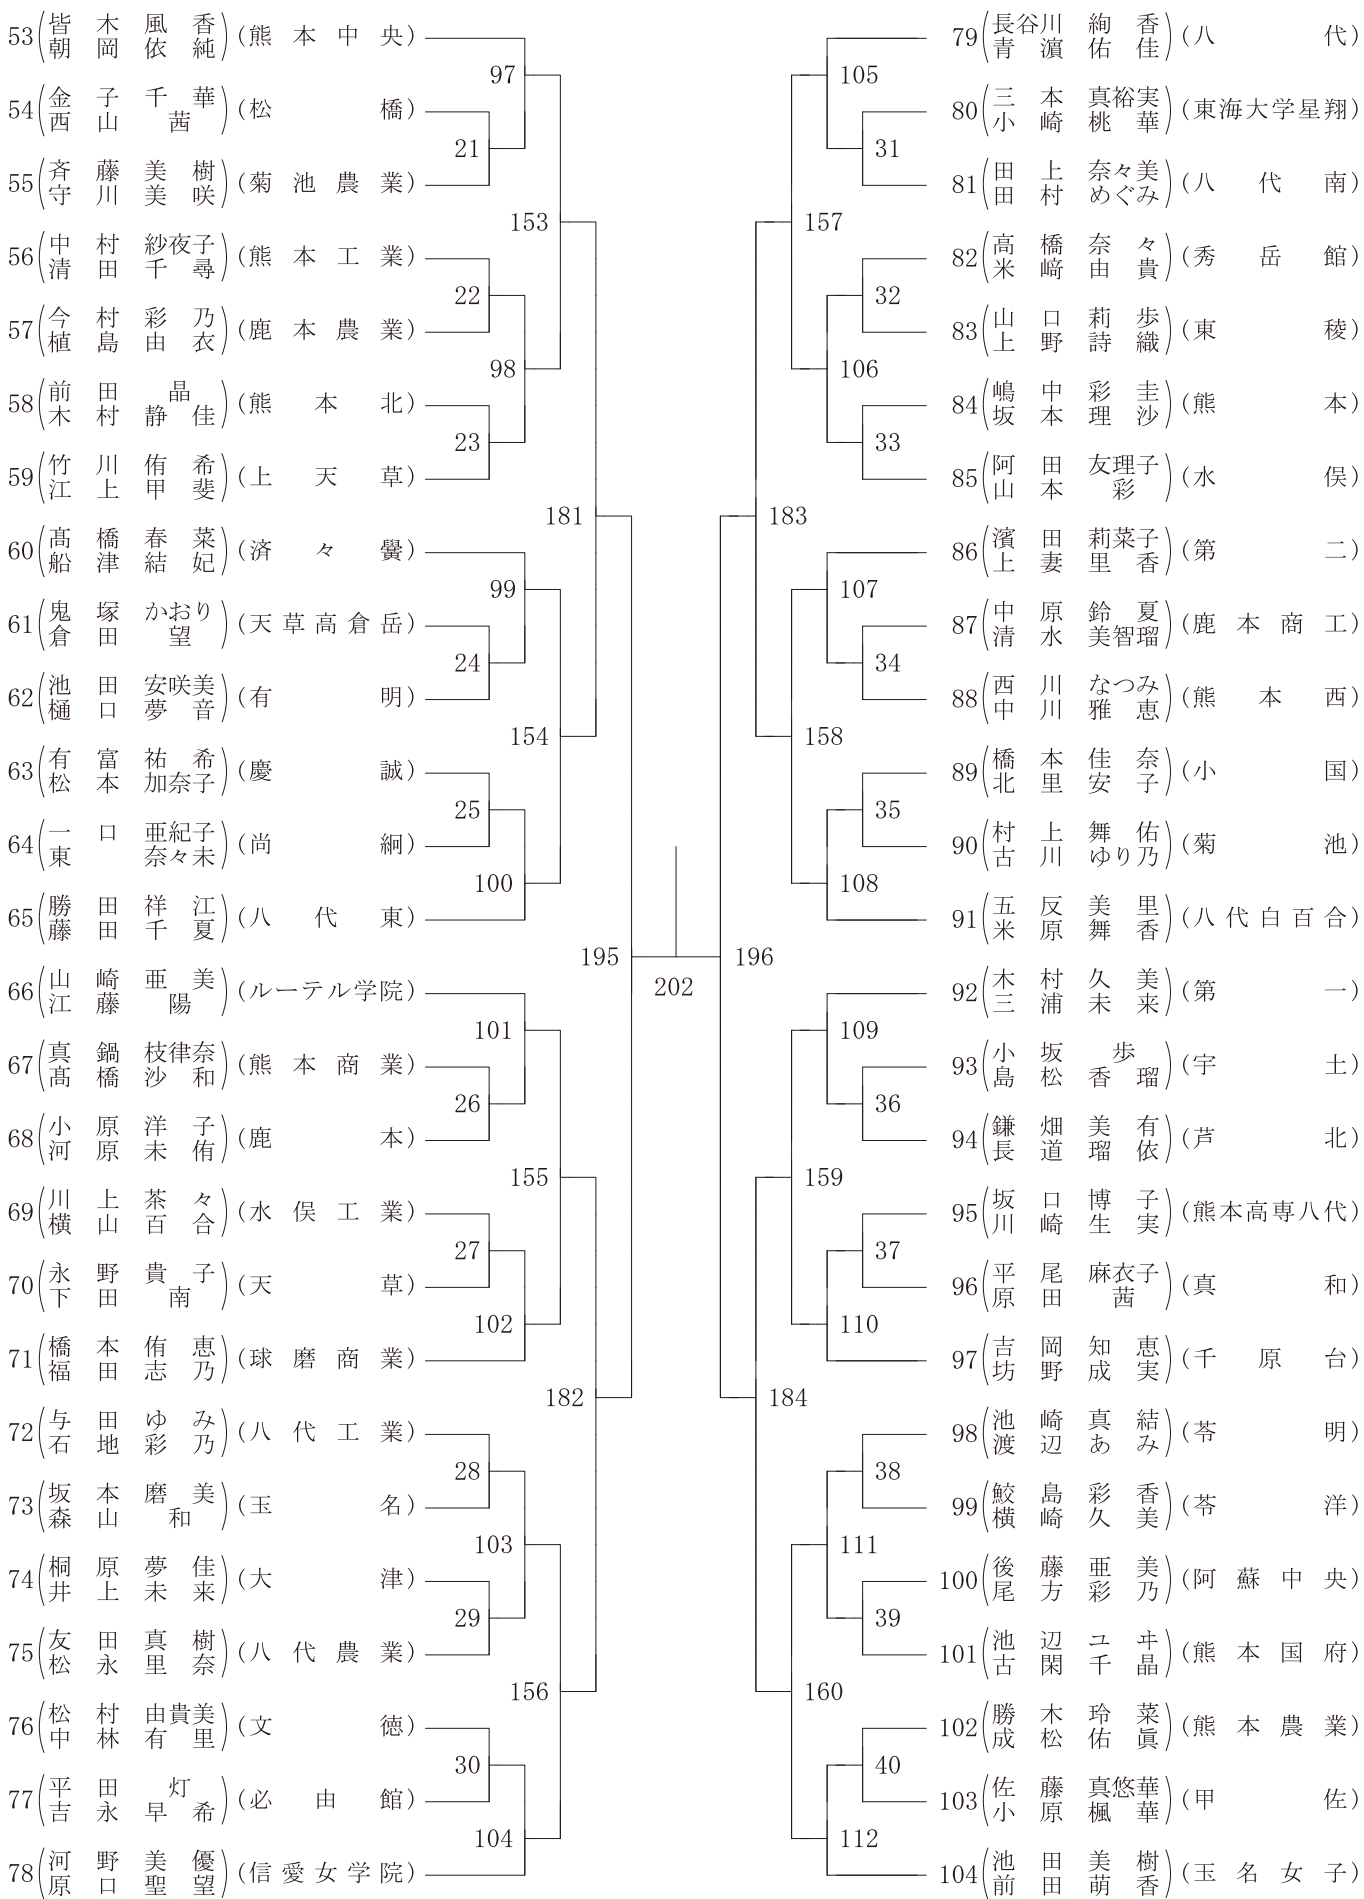 53 (皆木風香 朝岡依純) (熊本中央)
54 (金子千華 西山茜) (松橋)
55 (斉藤美樹 守川美咲) (菊池農業)
56 (中村紗夜子 清田千尋) (熊本工業)
57 (今村彩乃 植島由衣) (鹿本農業)
58 (前田晶 木村静佳) (熊本北)
59 (竹川侑希 江上甲斐) (上天草)
60 (髙橋春菜 船津結妃) (済々黌)
61 (鬼塚かおり 倉田望) (天草高倉岳)
62 (池田安咲美 樋口夢音) (有明)
63 (有富祐希 松本加奈子) (慶誠)
64 (一口亜紀子 東奈々未) (尚絅)
65 (勝田祥江 藤田千夏) (八代東)
66 (山崎亜美 江藤陽) (ルーテル学院)
67 (真鍋枝律奈 髙橋沙和) (熊本商業)
68 (小原洋子 河原未侑) (鹿本)
69 (川上茶々 横山百合) (水俣工業)
70 (永野貴子 下田南) (天草)
71 (橋本侑恵 福田志乃) (球磨商業)
72 (与田ゆみ 石地彩乃) (八代工業)
73 (坂本磨美 森山和) (玉名)
74 (桐原夢佳 井上未来) (大津)
75 (友田真樹 松永里奈) (八代農業)
76 (松村由貴美 中林有里) (文徳)
77 (平田灯 吉永早希) (必由館)
78 (河野美優 原口聖望) (信愛女学院)
97
21
153
22
98
23
181
99
24
154
25
100
195
101
26
155
27
102
182
28
103
29
156
30
104
202
196
105
31
157
32
106
33
183
107
34
158
35
108
109
36
159
37
110
184
38
111
39
160
40
112
79 (長谷川絢香 青濵佑佳) (八代)
80 (三本真裕実 小崎桃華) (東海大学星翔)
81 (田上奈々美 田村めぐみ) (八代南)
82 (高橋奈々 米﨑由貴) (秀岳館)
83 (山口莉歩 上野詩織) (東稜)
84 (嶋中彩圭 坂本理沙) (熊本)
85 (阿田友理子 山本彩) (水俣)
86 (濱田莉菜子 上妻里香) (第二)
87 (中原鈴夏 清水美智瑠) (鹿本商工)
88 (西川なつみ 中川雅恵) (熊本西)
89 (橋本佳奈 北里安子) (小国)
90 (村上舞佑 古川ゆり乃) (菊池)
91 (五反美里 米原舞香) (八代白百合)
92 (木村久美 三浦未来) (第一)
93 (小坂歩 島松香瑠) (宇土)
94 (鎌畑美有 長道瑠依) (芦北)
95 (坂口博子 川崎生実) (熊本高専八代)
96 (平尾麻衣子 原田茜) (真和)
97 (吉岡知恵 坊野成実) (千原台)
98 (池崎真結 渡辺あみ) (苓明)
99 (鮫島彩香 横崎久美) (苓洋)
100 (後藤亜美 尾方彩乃) (阿蘇中央)
101 (池辺ユヰ 古閑千晶) (熊本国府)
102 (勝木玲菜 成松佑眞) (熊本農業)
103 (佐藤真悠華 小原楓華) (甲佐)
104 (池田美樹 前田萌香) (玉名女子)